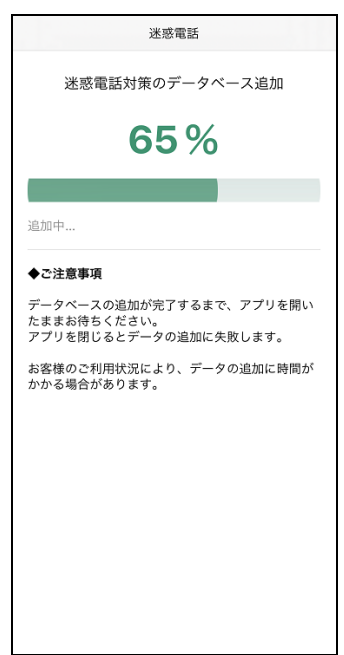 迷惑電話
迷惑電話対策のデータベース追加
65%
追加中...
◆ご注意事項
データベースの追加が完了するまで、アプリを開い
たままお待ちください。
アプリを閉じるとデータの追加に失敗します。
お客様のご利用状況により、データの追加に時間が
かかる場合があります。